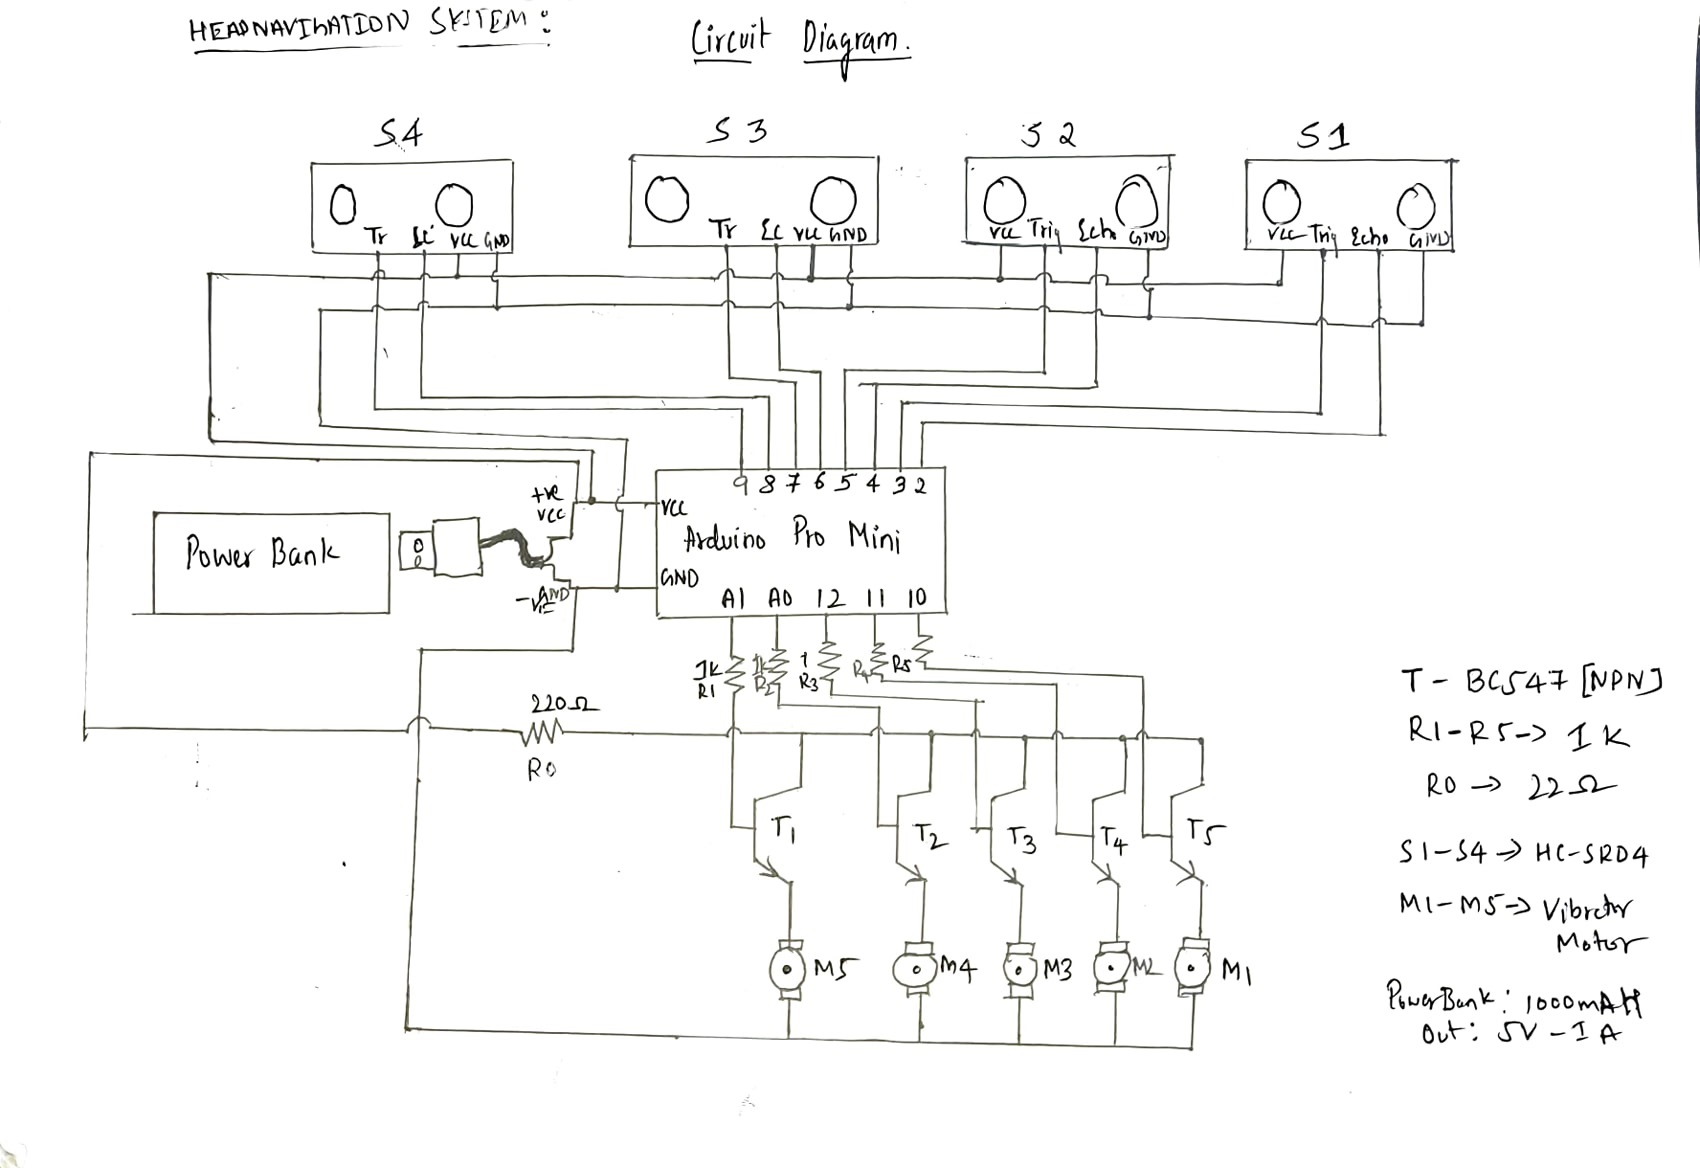 HEADNAVIGATION SYSTEM:
Circuit Diagram.
S4
S3
S2
S1
Tr Ec VCC GND
Tr Ec VCC GND
VCC Trig Echo GND
VCC Trig Echo GND
9 8 7 6 5 4 3 2
+ve
VCC
VCC
Arduino Pro Mini
Power Bank
GND
GND
-ve
A1 A0 12 11 10
1K
R1
1K
R2
1
R3
R4
R5
220Ω
R0
T1
T2
T3
T4
T5
M5
M4
M3
M2
M1
T - BC547 [NPN]
R1-R5-> 1K
R0 -> 22Ω
S1-S4 -> HC-SR04
M1-M5-> Vibrator
Motor
PowerBank: 1000mAH
Out: 5V - 1A